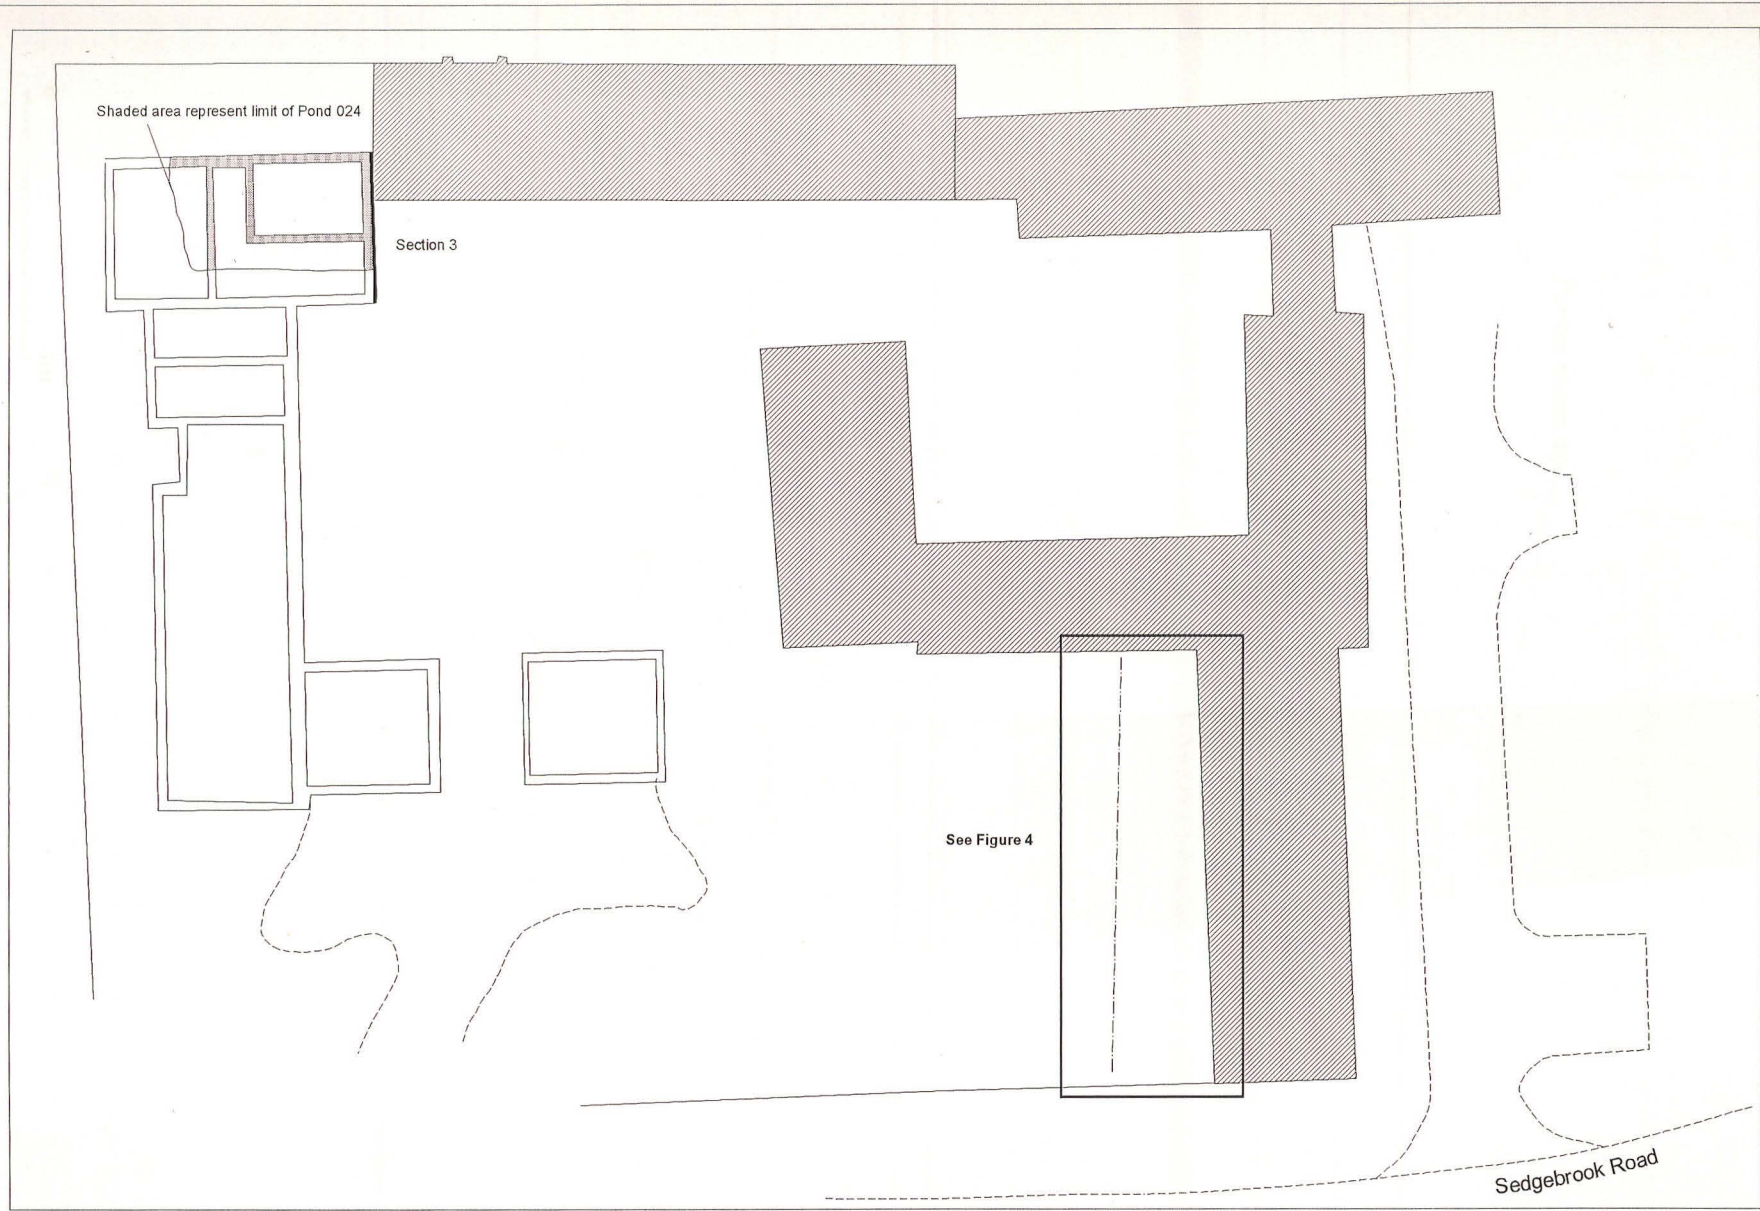 Shaded area represent limit of Pond 024
Section 3
See Figure 4
Sedgebrook Road